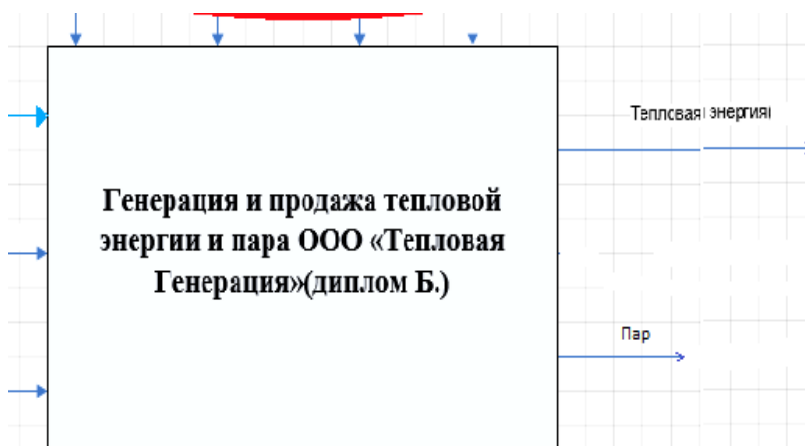 Тепловая энергия
Генерация и продажа тепловой
энергии и пара ООО «Тепловая
Генерация»(диплом Б.)
Пар